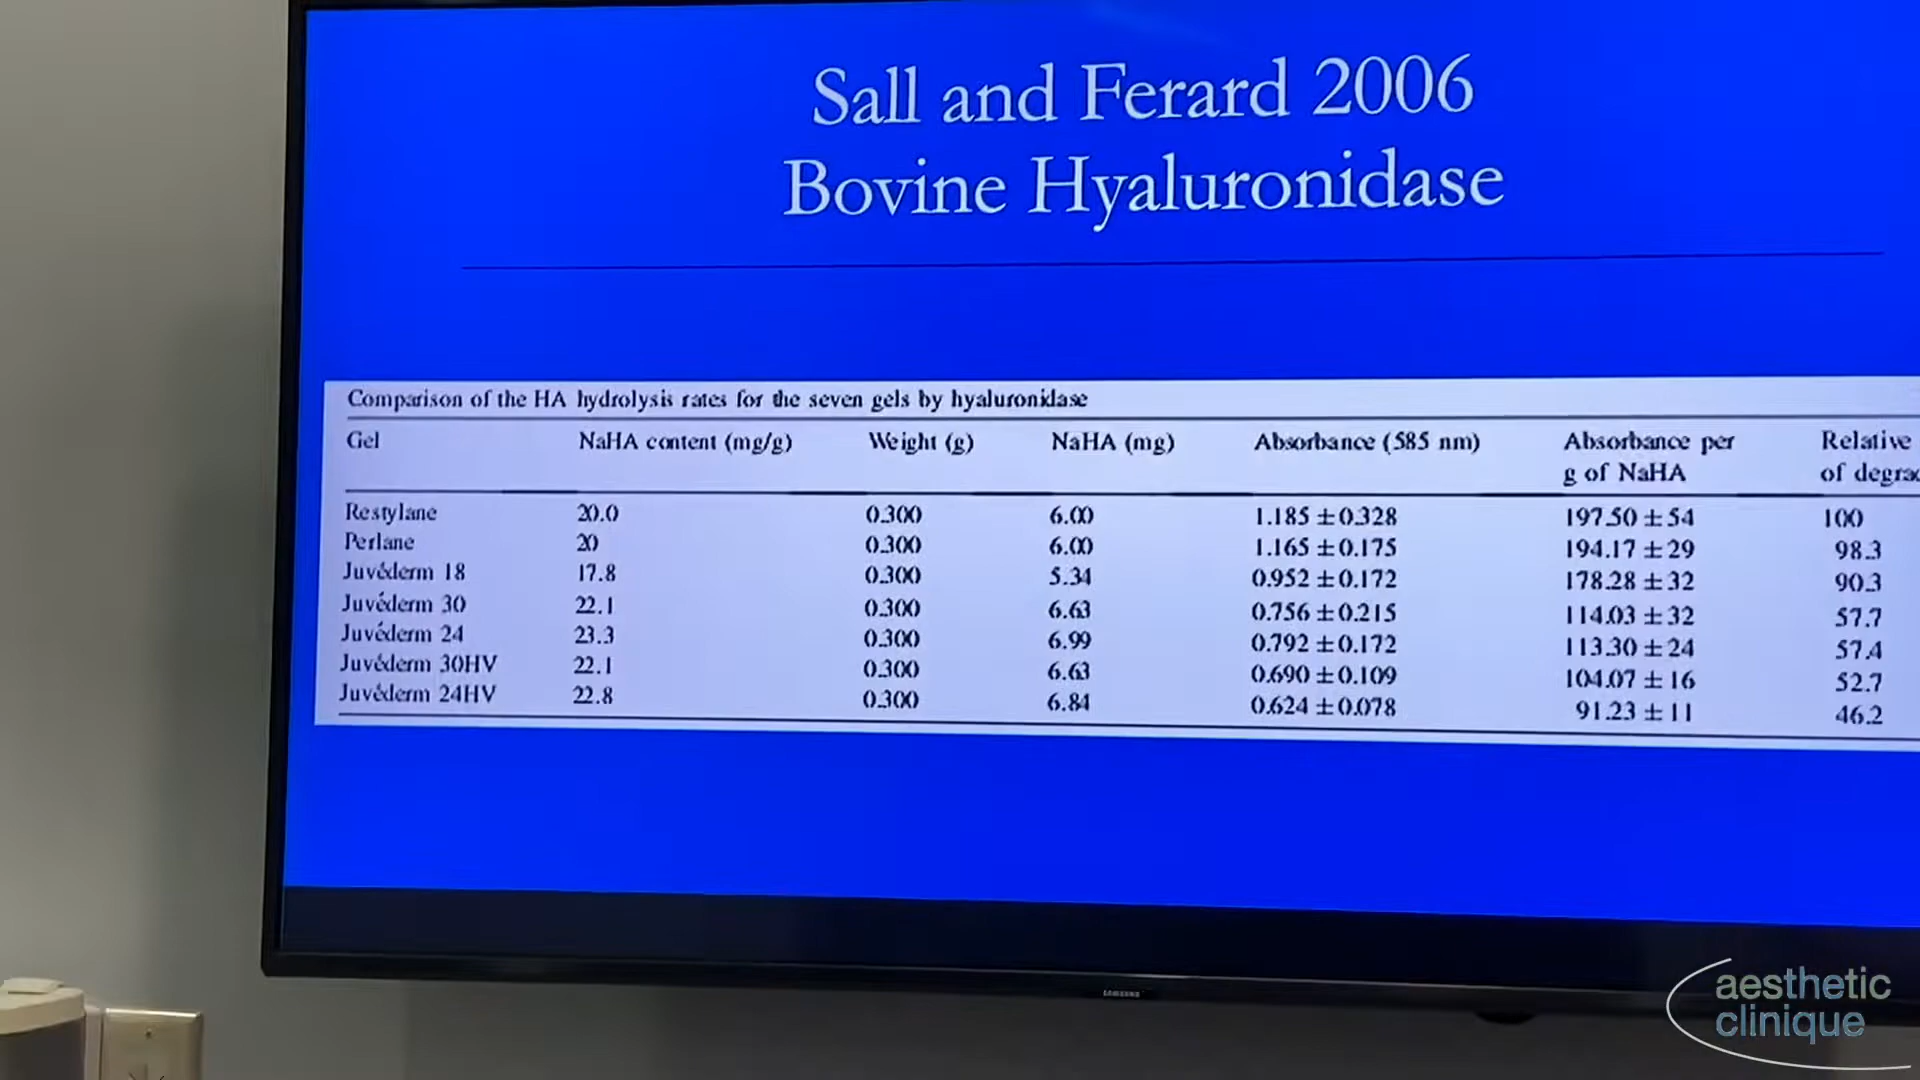 Sall and Ferard 2006
Bovine Hyaluronidase
Comparison of the HA hydrolysis rates for the seven gels by hyaluronidase
Gel NaHA content (mg/g) Weight (g) NaHA (mg) Absorbance (585 nm) Absorbance per g of NaHA Relative of degrad
Restylane 20.0 0.300 6.00 1.185 ±0.328 197.50 ±54 100
Perlane 20 0.300 6.00 1.165 ±0.175 194.17 ±29 98.3
Juvéderm 18 17.8 0.300 5.34 0.952 ±0.172 178.28 ±32 90.3
Juvéderm 30 22.1 0.300 6.63 0.756 ±0.215 114.03 ±32 57.7
Juvéderm 24 23.3 0.300 6.99 0.792 ±0.172 113.30 ±24 57.4
Juvéderm 30HV 22.1 0.300 6.63 0.690 ±0.109 104.07 ±16 52.7
Juvéderm 24HV 22.8 0.300 6.84 0.624 ±0.078 91.23 ±11 46.2
SAMSUNG
aesthetic
clinique